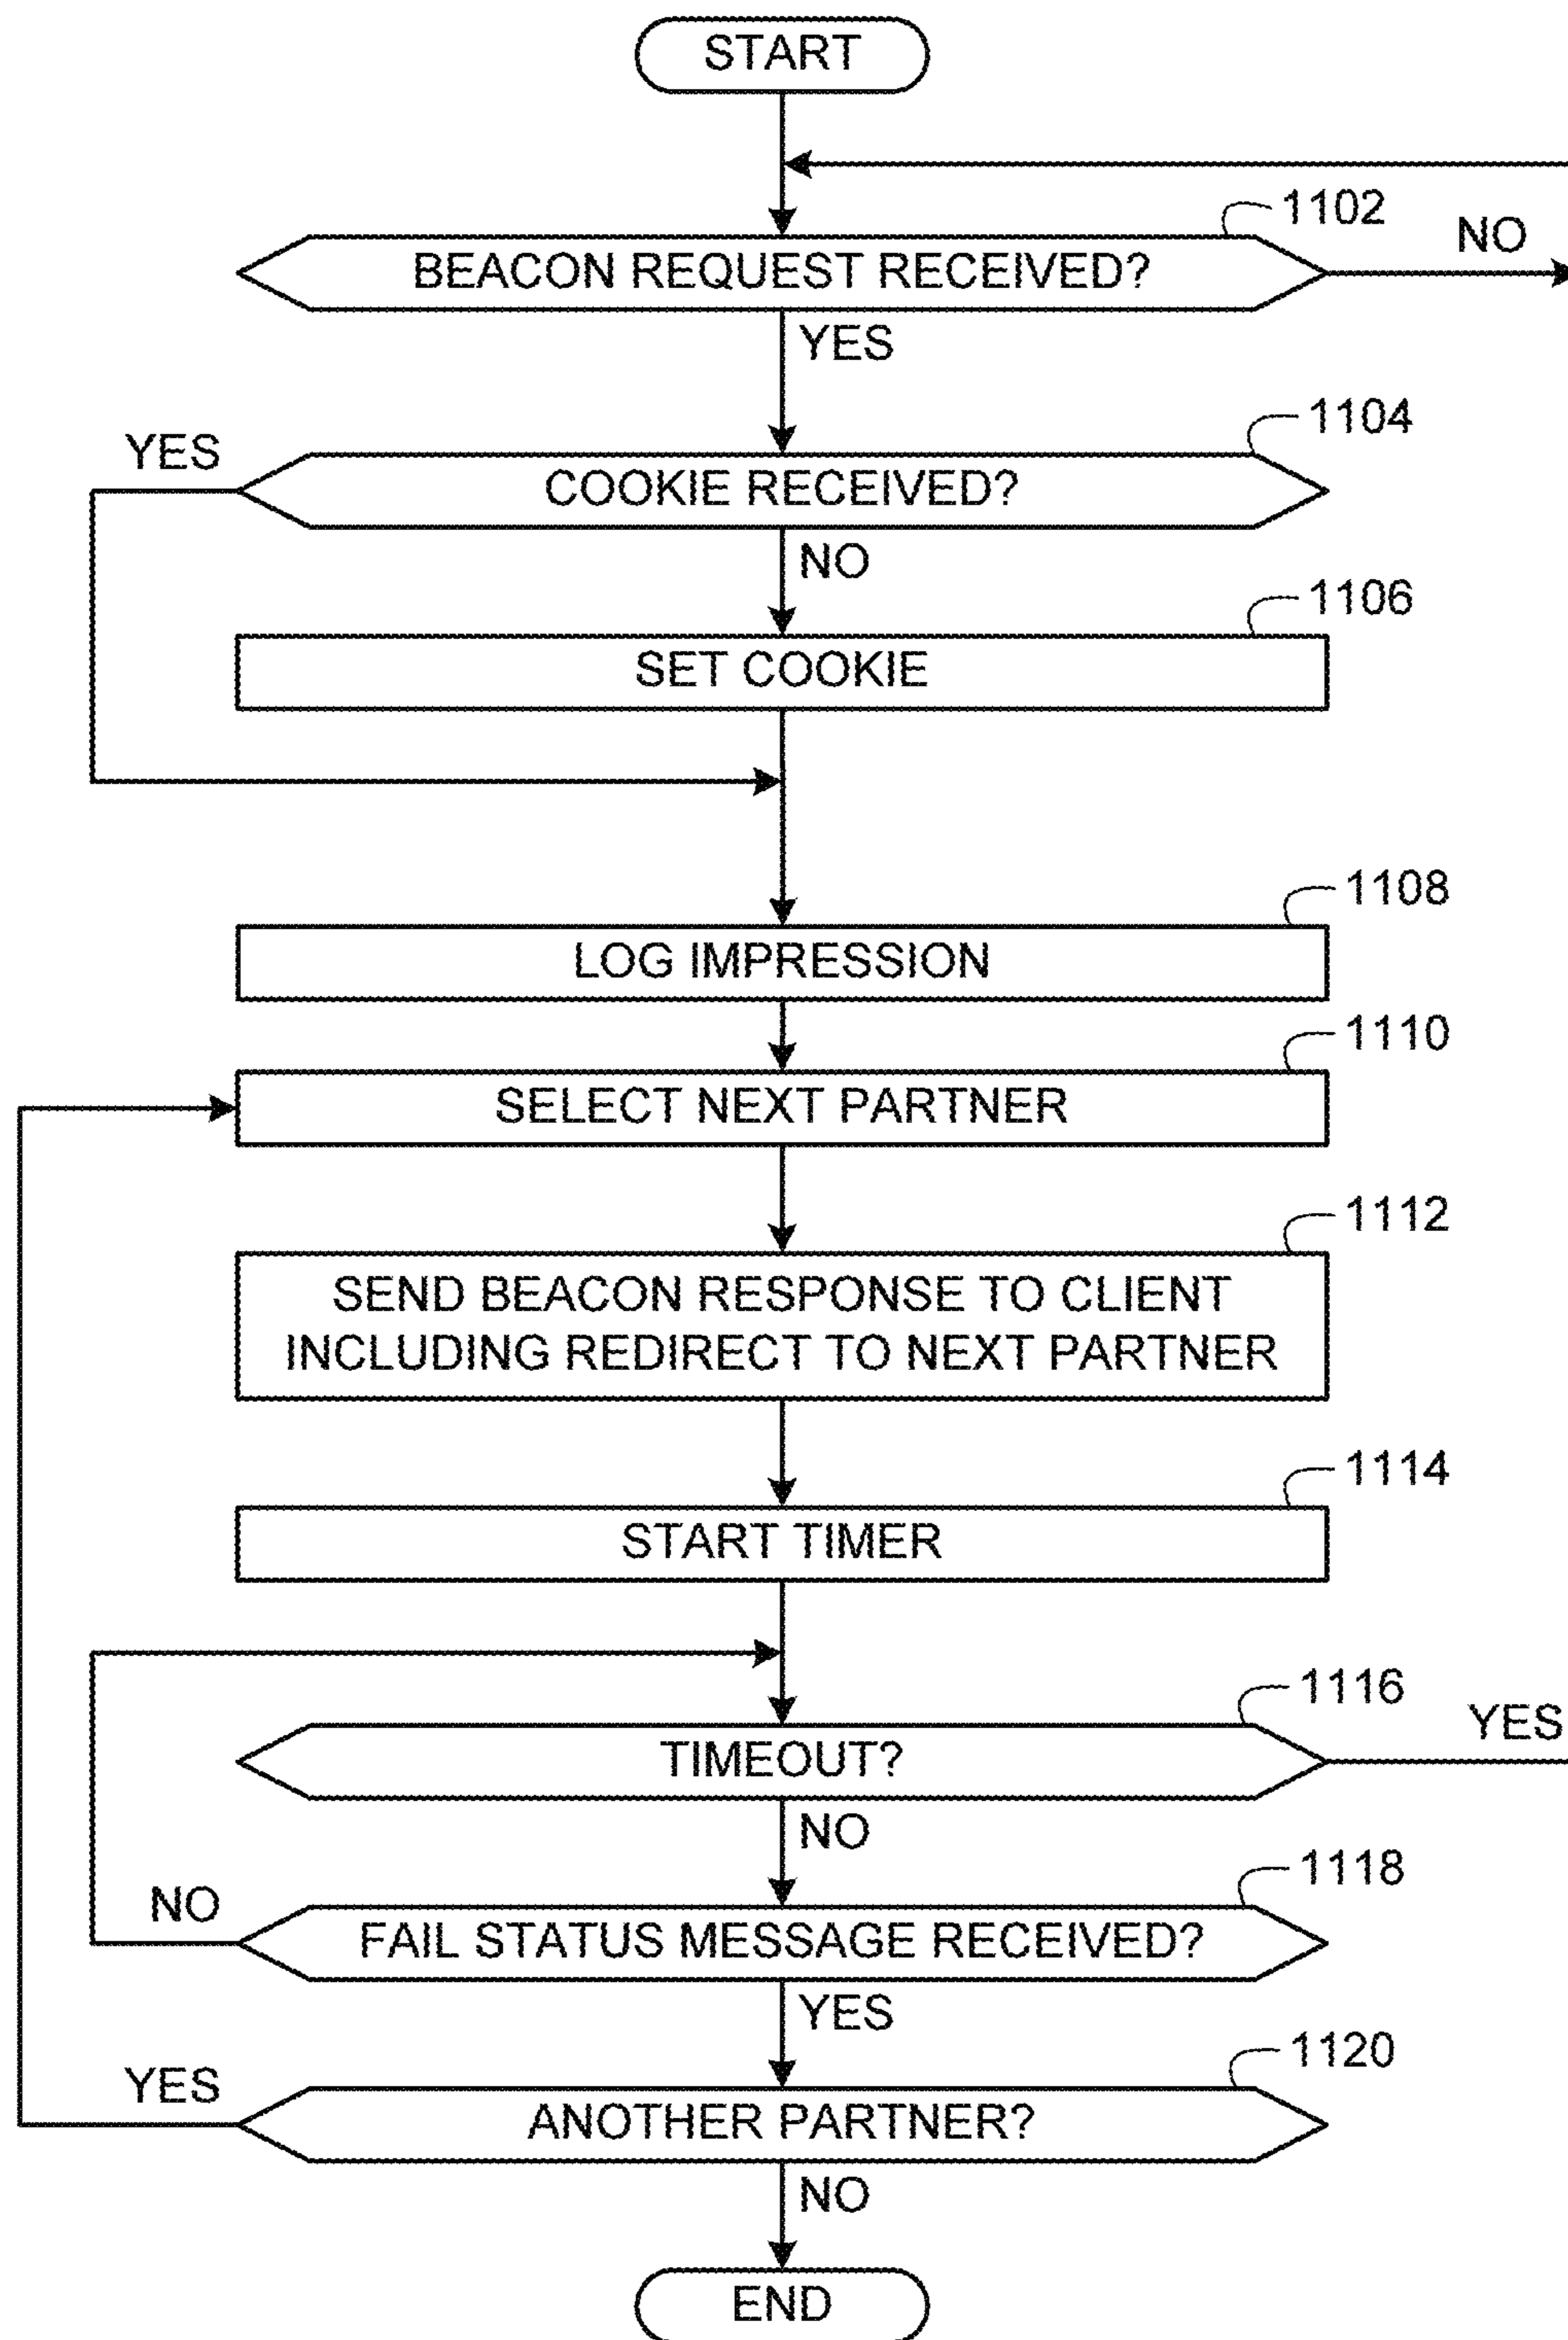 START
1102
BEACON REQUEST RECEIVED?
NO
YES
1104
YES
COOKIE RECEIVED?
NO
1106
SET COOKIE
1108
LOG IMPRESSION
1110
SELECT NEXT PARTNER
1112
SEND BEACON RESPONSE TO CLIENT
INCLUDING REDIRECT TO NEXT PARTNER
1114
START TIMER
1116
YES
TIMEOUT?
NO
1118
NO
FAIL STATUS MESSAGE RECEIVED?
YES
1120
YES
ANOTHER PARTNER?
NO
END